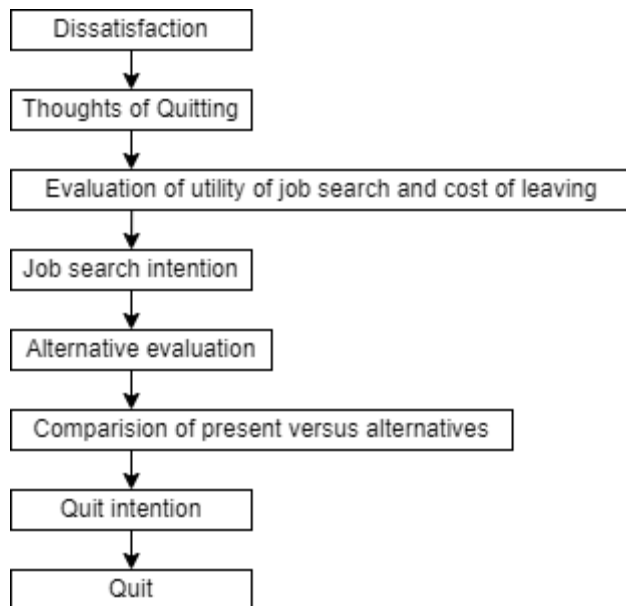 Dissatisfaction
Thoughts of Quitting
Evaluation of utility of job search and cost of leaving
Job search intention
Alternative evaluation
Comparision of present versus alternatives
Quit intention
Quit